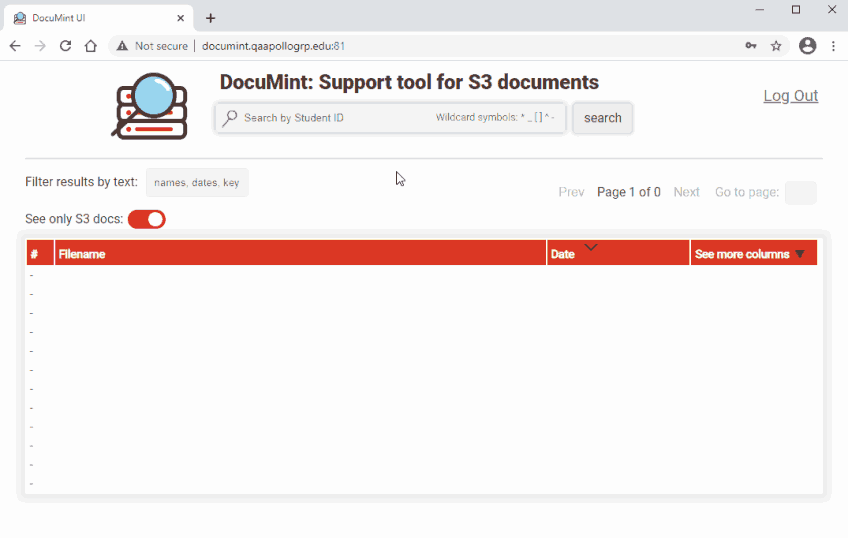 DocuMint UI
Not secure | documint.qaapollogrp.edu:81
DocuMint: Support tool for S3 documents
Log Out
Search by Student ID Wildcard symbols: * _ [ ] ^ -
search
Filter results by text: names, dates, key
Prev Page 1 of 0 Next Go to page:
See only S3 docs:
# Filename Date See more columns ▼
-
-
-
-
-
-
-
-
-
-
-
-